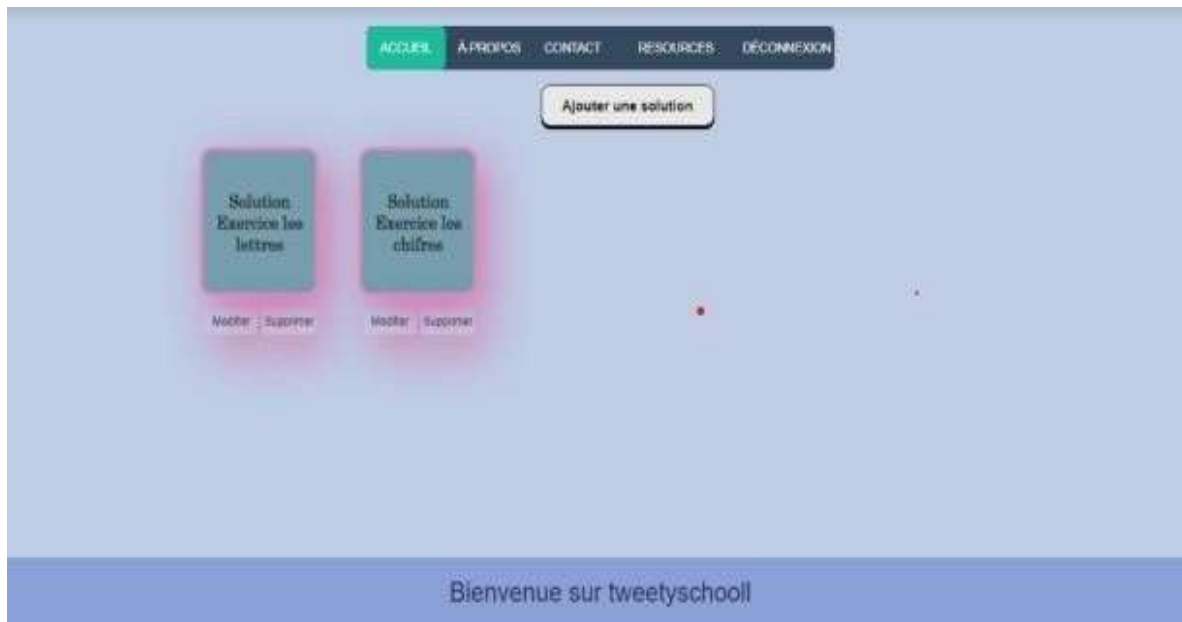 ACCUEIL À PROPOS CONTACT RESOURCES DÉCONNEXION
Ajouter une solution
Solution
Exercice les
lettres
Solution
Exercice les
chifres
Modifier Supprimer Modifier Supprimer
Bienvenue sur tweetyschooll